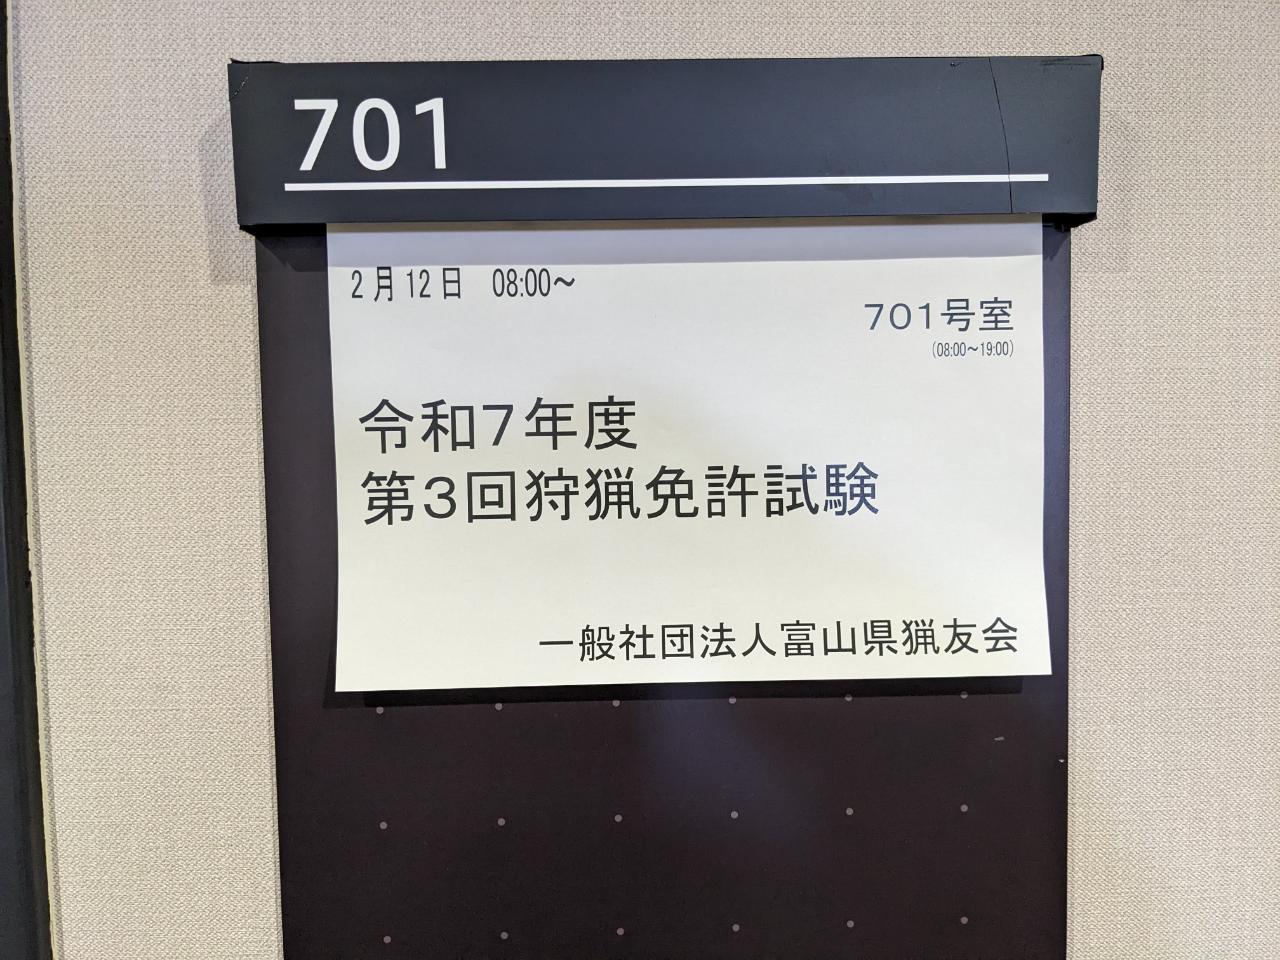 701
2月12日 08:00～
701号室
(08:00～19:00)
令和7年度
第3回狩猟免許試験
一般社団法人富山県猟友会